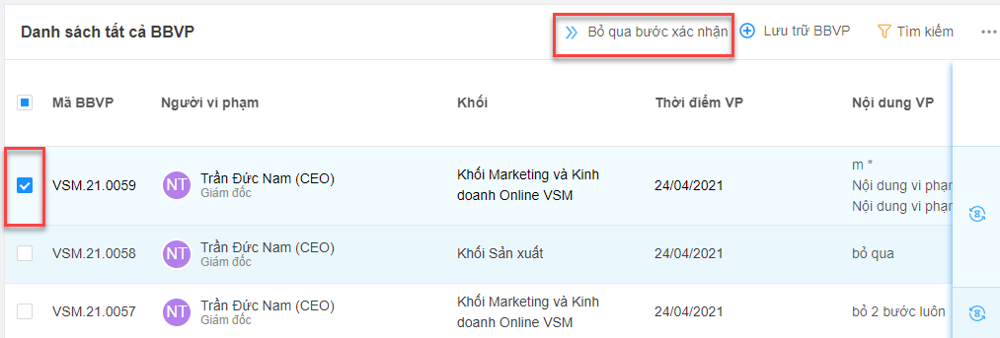 Danh sách tất cả BBVP
Bỏ qua bước xác nhận
Lưu trữ BBVP
Tìm kiếm
Mã BBVP
Người vi phạm
Khối
Thời điểm VP
Nội dung VP
VSM.21.0059
NT
Trần Đức Nam (CEO)
Giám đốc
Khối Marketing và Kinh
doanh Online VSM
24/04/2021
m *
Nội dung vi phạ
Nội dung vi phạ
VSM.21.0058
NT
Trần Đức Nam (CEO)
Giám đốc
Khối Sản xuất
24/04/2021
bỏ qua
VSM.21.0057
NT
Trần Đức Nam (CEO)
Giám đốc
Khối Marketing và Kinh
doanh Online VSM
24/04/2021
bỏ 2 bước luôn